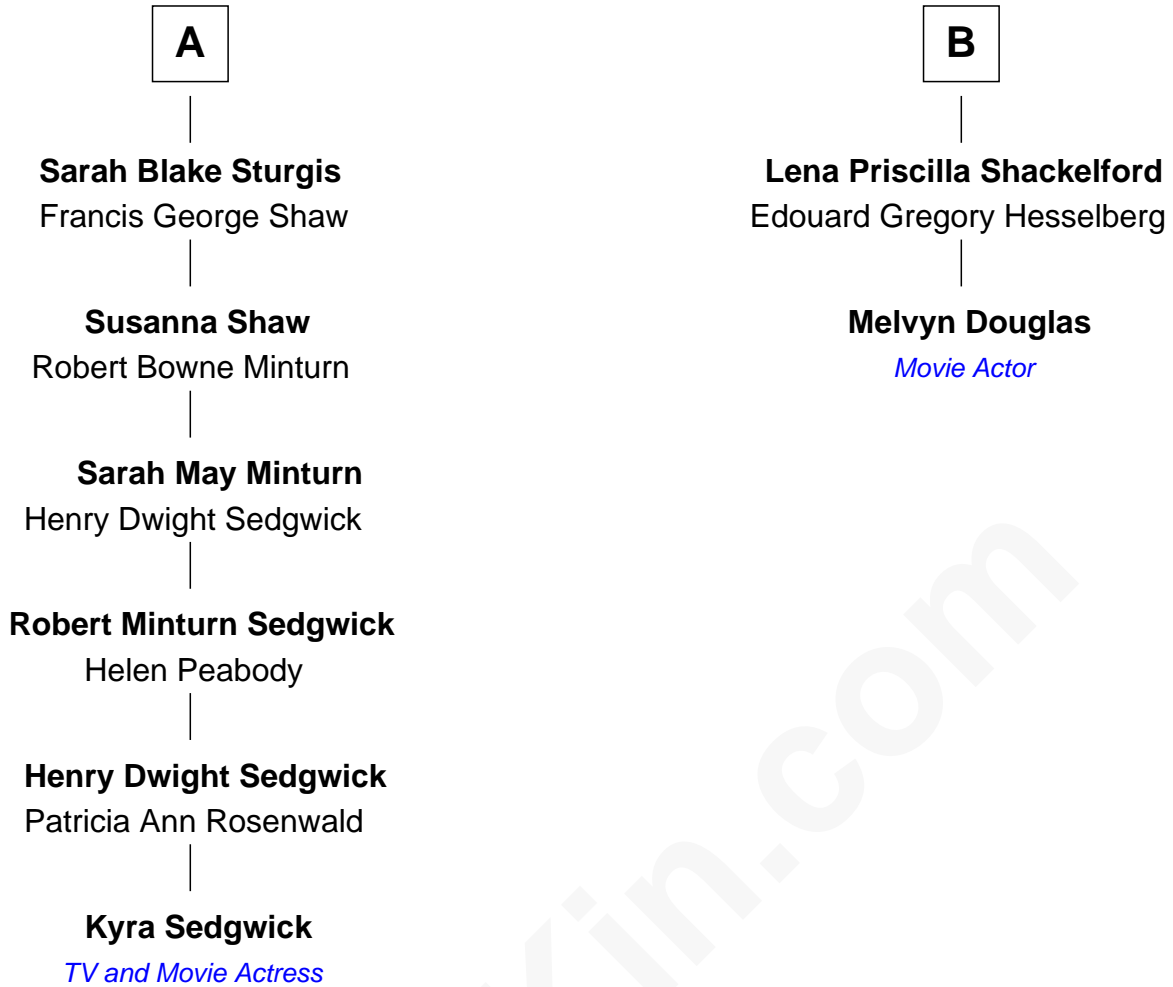 A
Sarah Blake Sturgis
Francis George Shaw
Susanna Shaw
Robert Bowne Minturn
Sarah May Minturn
Henry Dwight Sedgwick
Robert Minturn Sedgwick
Helen Peabody
Henry Dwight Sedgwick
Patricia Ann Rosenwald
Kyra Sedgwick
TV and Movie Actress
B
Lena Priscilla Shackelford
Edouard Gregory Hesselberg
Melvyn Douglas
Movie Actor
Kin.com